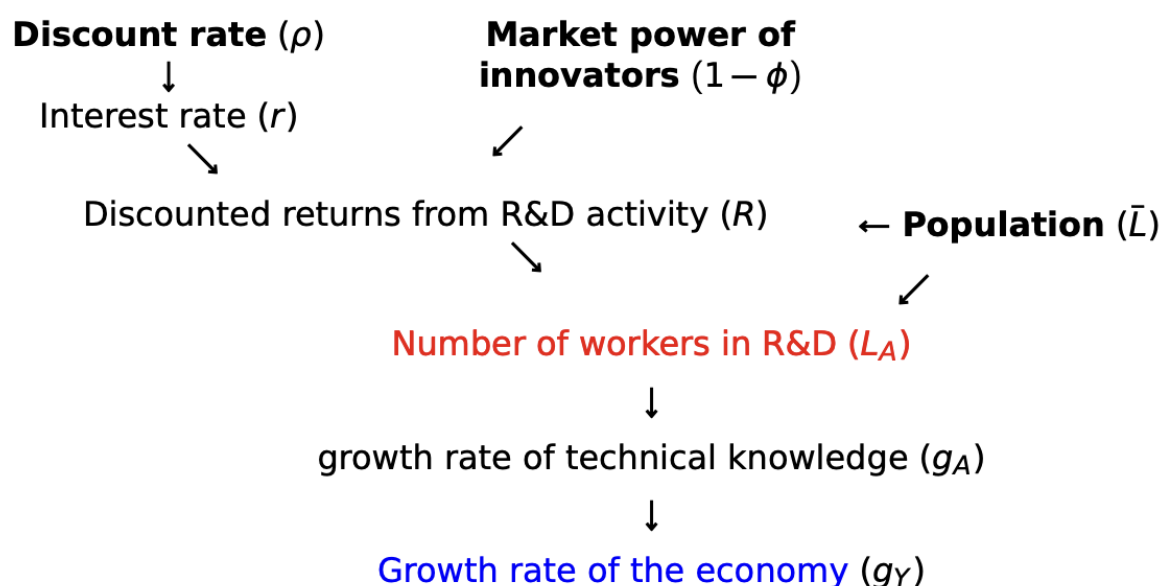 Discount rate (ρ)
Market power of
innovators (1 − ϕ)
↓
Interest rate (r)
↘
↙
Discounted returns from R&D activity (R)
← Population (L̄)
↘
↙
Number of workers in R&D (L_A)
↓
growth rate of technical knowledge (g_A)
↓
Growth rate of the economy (g_Y)